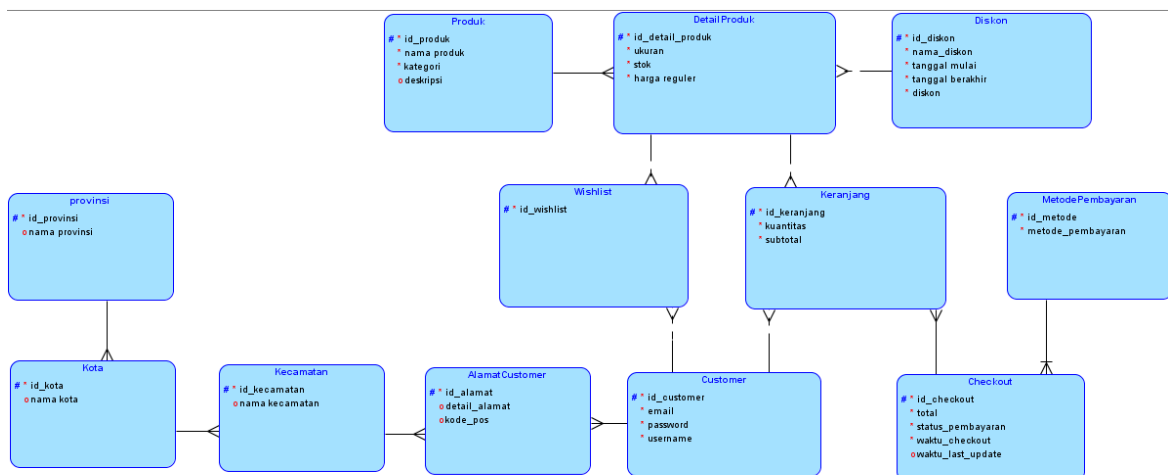 Produk
# * id_produk
* nama produk
* kategori
o deskripsi
Detail Produk
# * id_detail_produk
* ukuran
* stok
* harga reguler
Diskon
# * id_diskon
* nama_diskon
* tanggal mulai
* tanggal berakhir
* diskon
provinsi
# * id_provinsi
o nama provinsi
Wishlist
# * id_wishlist
Keranjang
# * id_keranjang
* kuantitas
* subtotal
MetodePembayaran
# * id_metode
* metode_pembayaran
Kota
# * id_kota
o nama kota
Kecamatan
# * id_kecamatan
o nama kecamatan
AlamatCustomer
# * id_alamat
o detail_alamat
o kode_pos
Customer
# * id_customer
* email
* password
* username
Checkout
# * id_checkout
* total
* status_pembayaran
* waktu_checkout
o waktu_last_update